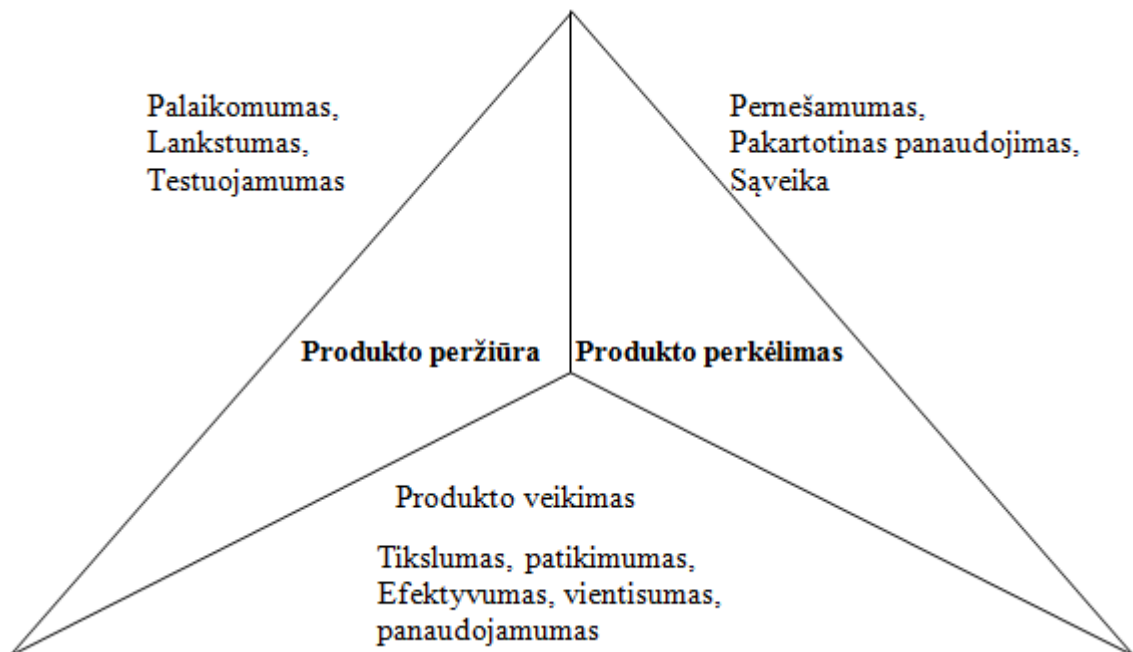 Palaikomumas,
Lankstumas,
Testuojamumas
Pernešamumas,
Pakartotinas panaudojimas,
Sąveika
Produkto peržiūra
Produkto perkėlimas
Produkto veikimas
Tikslumas, patikimumas,
Efektyvumas, vientisumas,
panaudojamumas